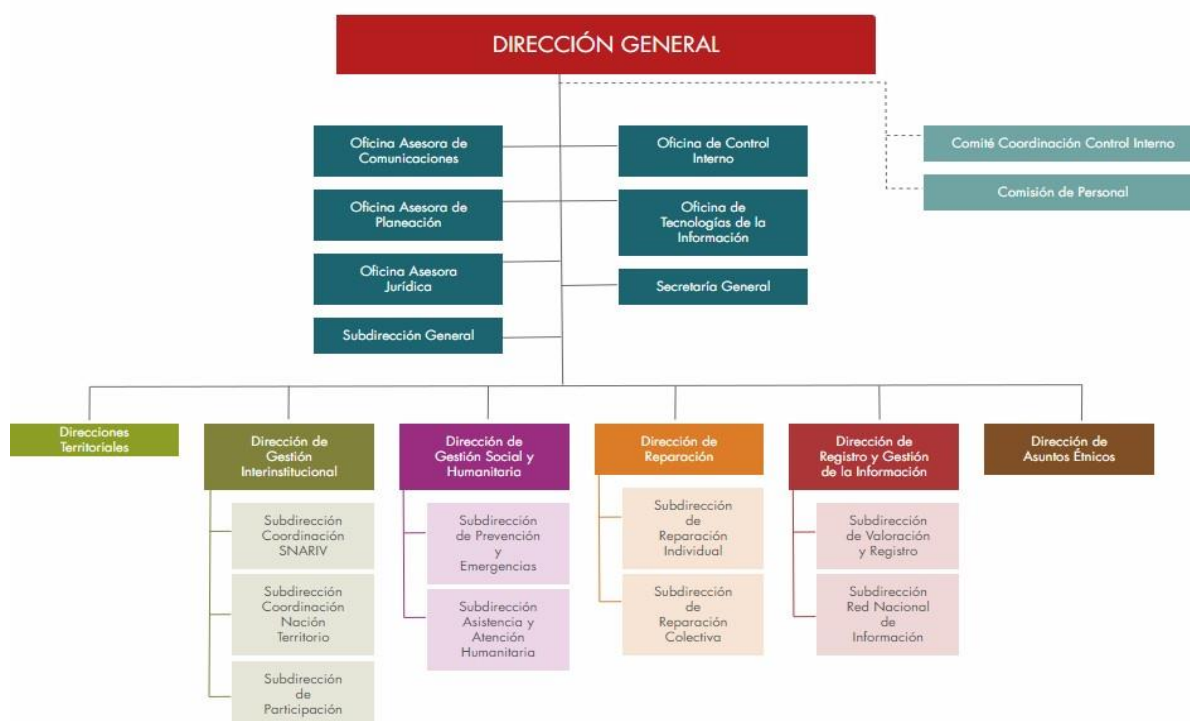 DIRECCIÓN GENERAL
Oficina Asesora de
Comunicaciones
Oficina de Control
Interno
Comité Coordinación Control Interno
Comisión de Personal
Oficina Asesora de
Planeación
Oficina de
Tecnologías de la
Información
Oficina Asesora
Jurídica
Secretaría General
Subdirección General
Direcciones
Territoriales
Dirección de
Gestión
Interinstitucional
Subdirección
Coordinación
SNARIV
Subdirección
Coordinación
Nación
Territorio
Subdirección
de
Participación
Dirección de
Gestión Social y
Humanitaria
Subdirección
de Prevención
y
Emergencias
Subdirección
Asistencia y
Atención
Humanitaria
Dirección de
Reparación
Subdirección
de
Reparación
Individual
Subdirección
de
Reparación
Colectiva
Dirección de
Registro y Gestión
de la Información
Subdirección
de Valoración
y Registro
Subdirección
Red Nacional
de
Información
Dirección de
Asuntos Étnicos